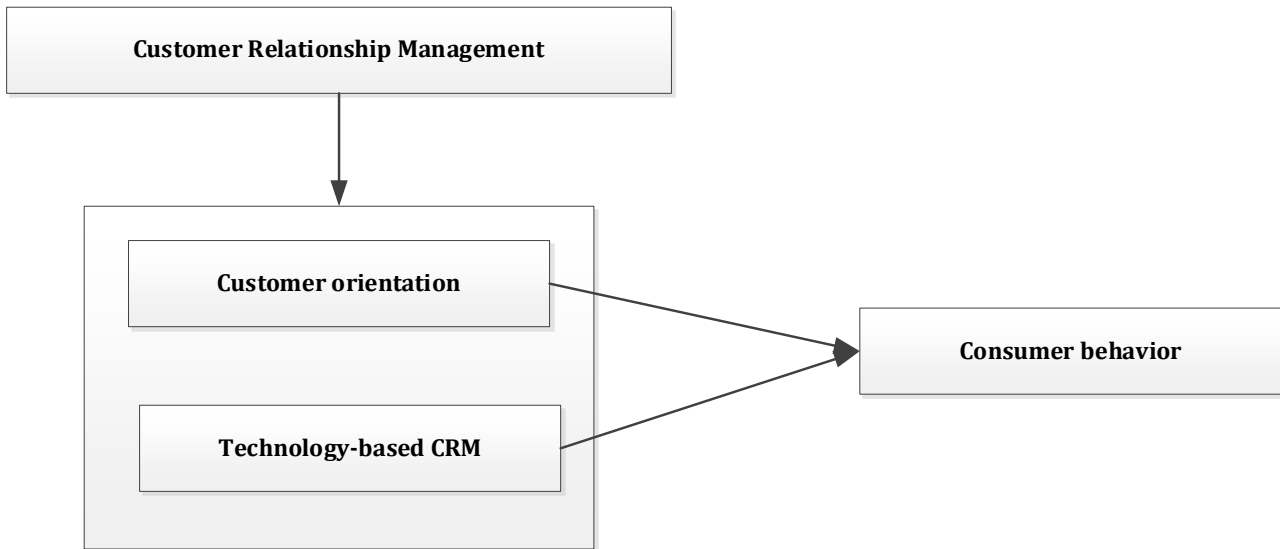 Customer Relationship Management
Customer orientation
Consumer behavior
Technology-based CRM